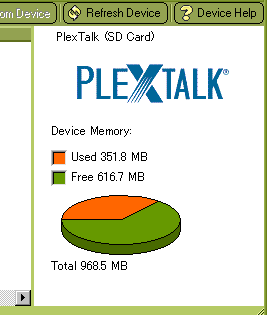 om Device
Refresh Device
Device Help
PlexTalk (SD Card)
PLEXTALK®
Device Memory:
Used 351.8 MB
Free 616.7 MB
Total 968.5 MB